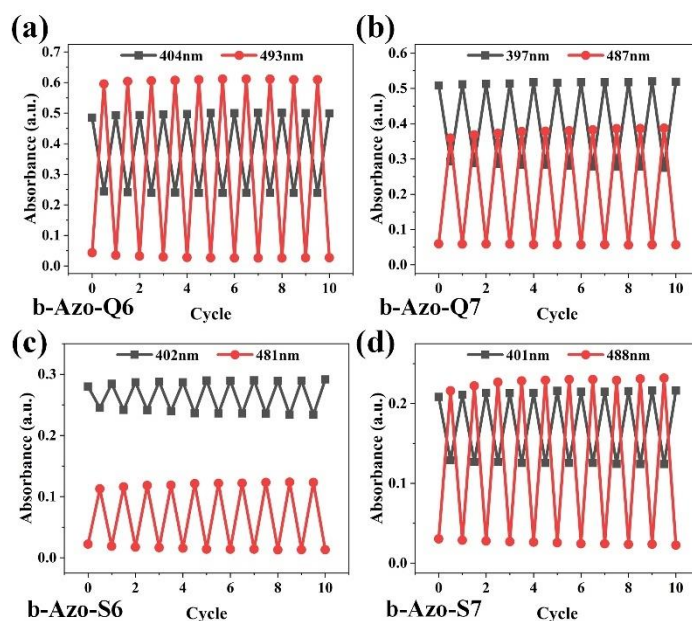 (a)
404nm 493nm
0.7
0.6
0.5
0.4
0.3
0.2
0.1
0.0
Absorbance (a.u.)
0 2 4 6 8 10
Cycle
b-Azo-Q6
(b)
397nm 487nm
0.6
0.5
0.4
0.3
0.2
0.1
0.0
Absorbance (a.u.)
0 2 4 6 8 10
Cycle
b-Azo-Q7
(c)
402nm 481nm
0.3
0.2
0.1
0.0
Absorbance (a.u.)
0 2 4 6 8 10
Cycle
b-Azo-S6
(d)
401nm 488nm
0.2
0.1
0.0
Absorbance (a.u.)
0 2 4 6 8 10
Cycle
b-Azo-S7